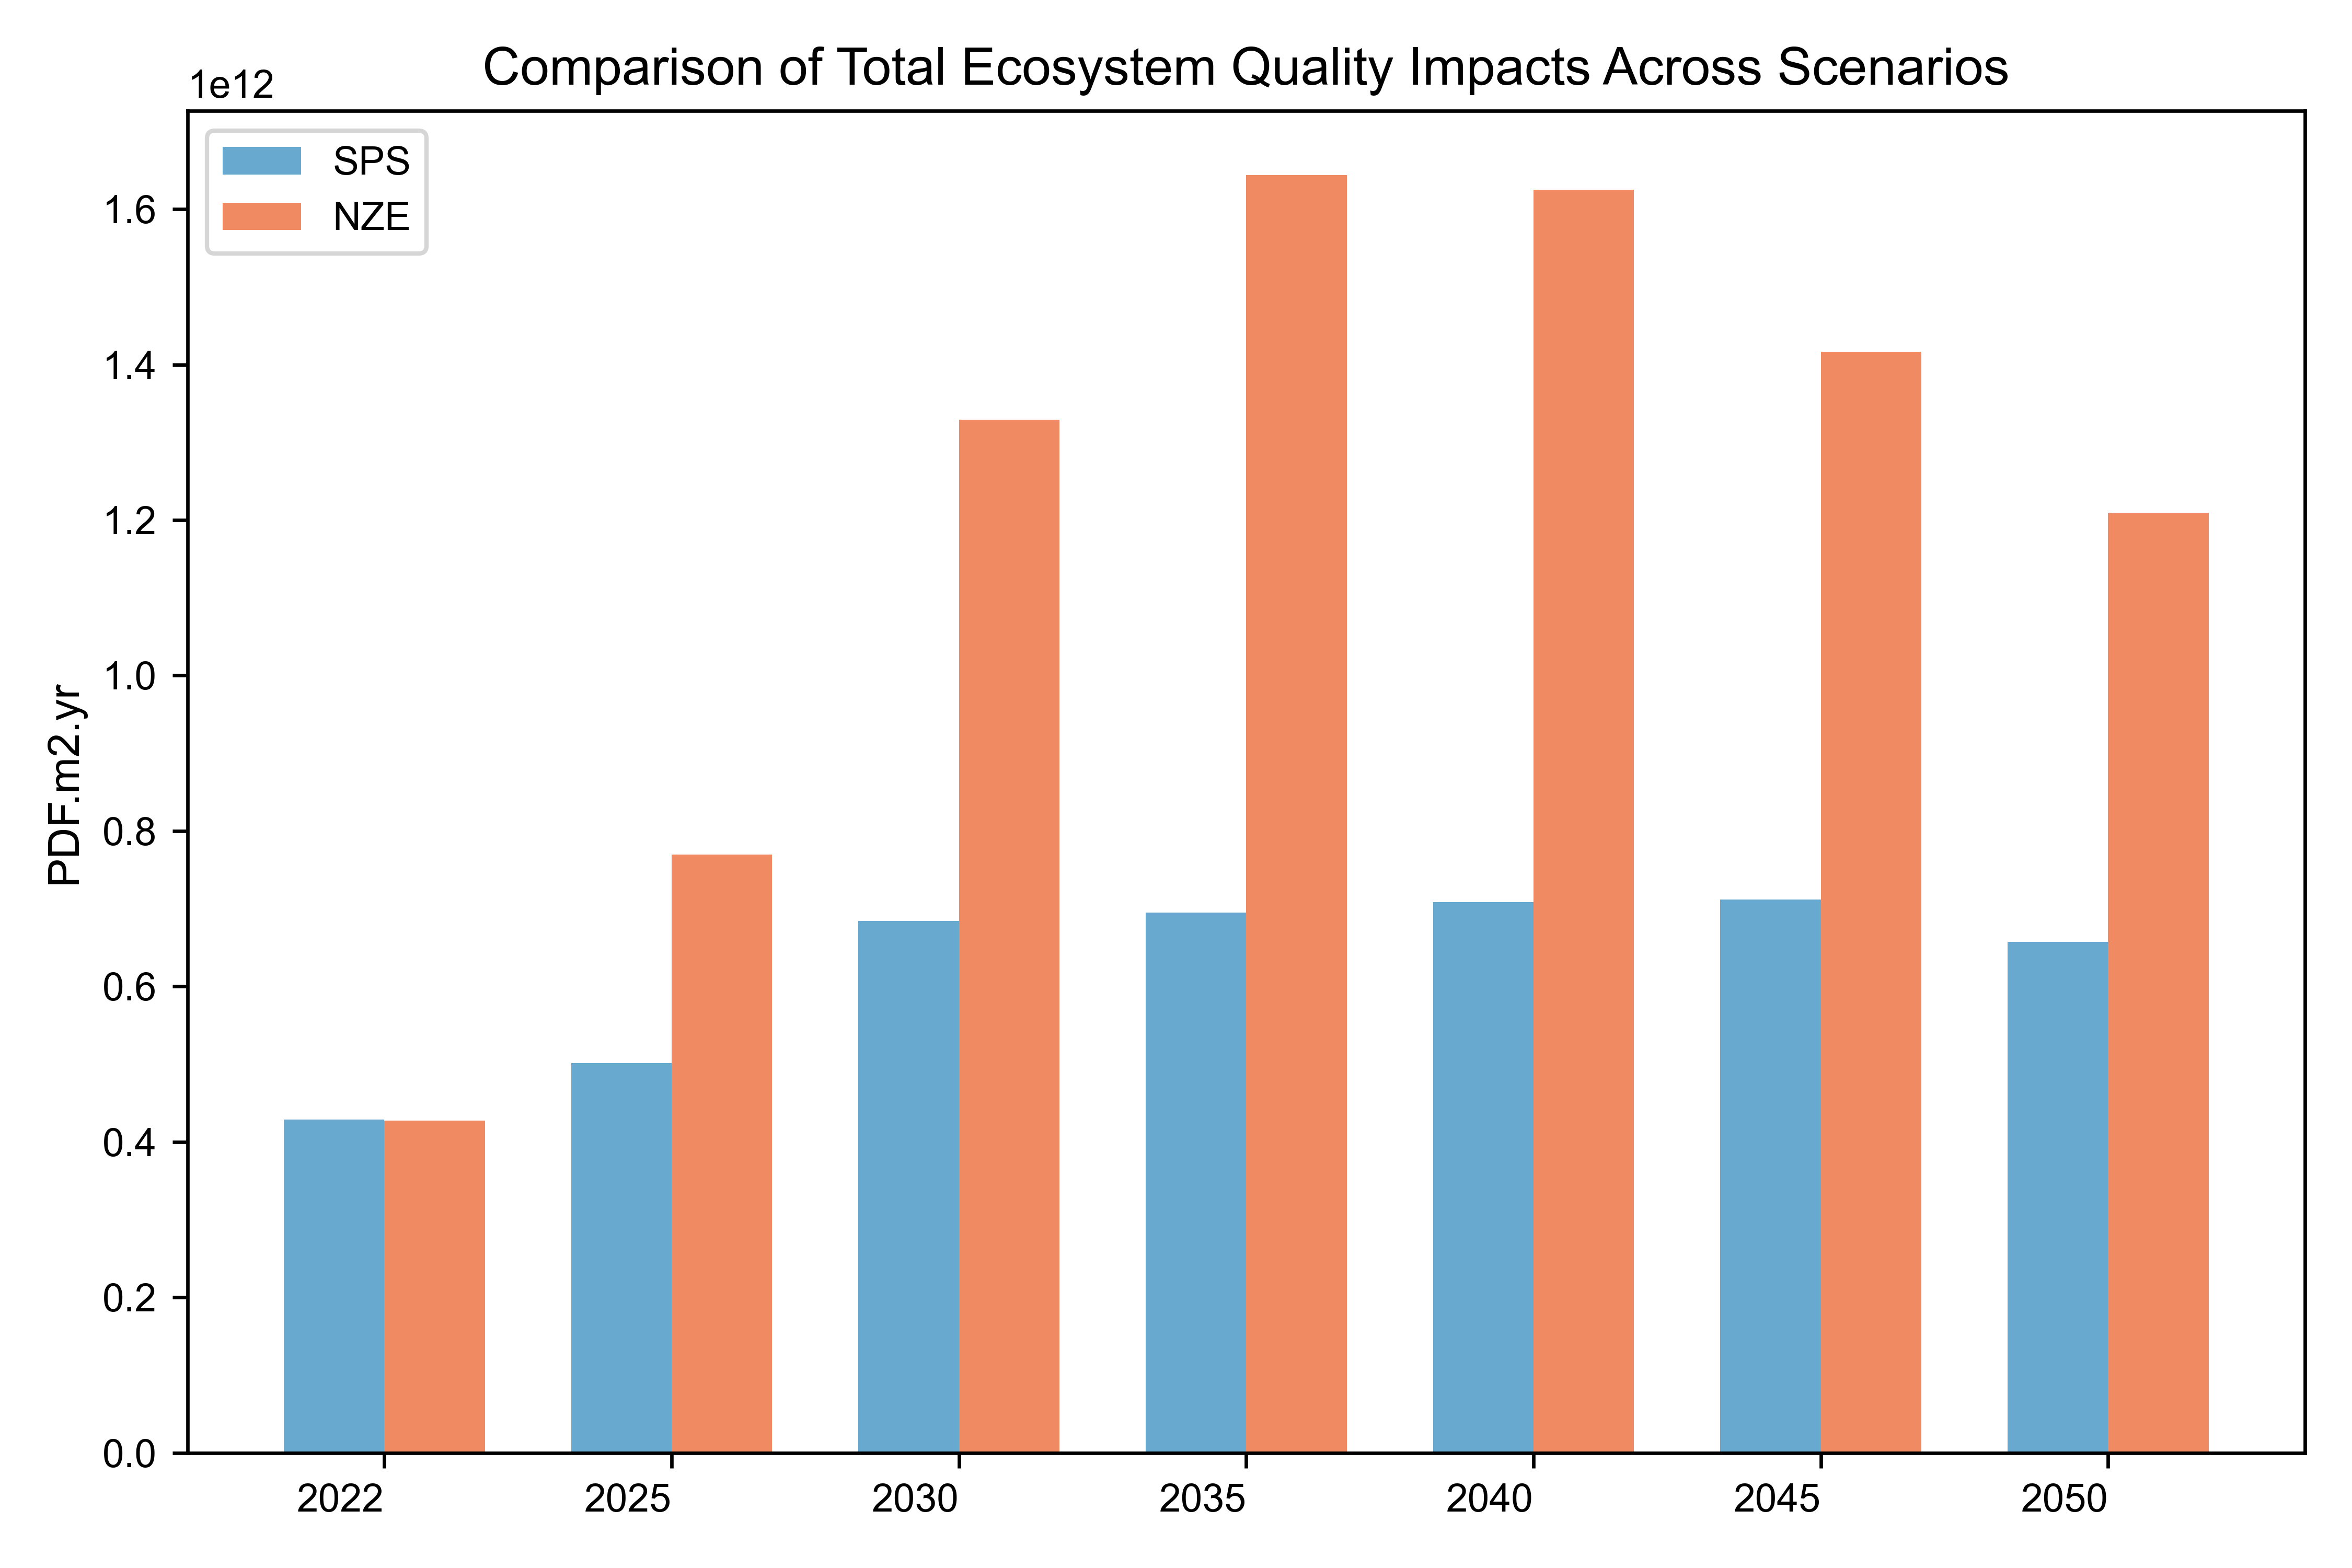 Comparison of Total Ecosystem Quality Impacts Across Scenarios
1e12
SPS
NZE
PDF.m2.yr
1.6
1.4
1.2
1.0
0.8
0.6
0.4
0.2
0.0
2022 2025 2030 2035 2040 2045 2050